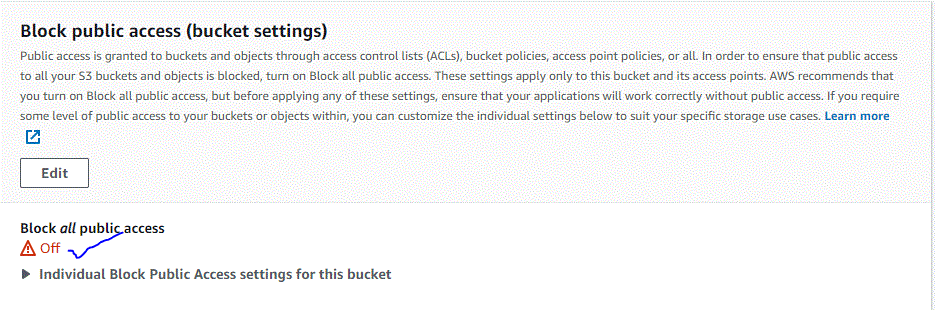 Block public access (bucket settings)
Public access is granted to buckets and objects through access control lists (ACLs), bucket policies, access point policies, or all. In order to ensure that public access
to all your S3 buckets and objects is blocked, turn on Block all public access. These settings apply only to this bucket and its access points. AWS recommends that
you turn on Block all public access, but before applying any of these settings, ensure that your applications will work correctly without public access. If you require
some level of public access to your buckets or objects within, you can customize the individual settings below to suit your specific storage use cases. Learn more
Edit
Block all public access
Off
Individual Block Public Access settings for this bucket